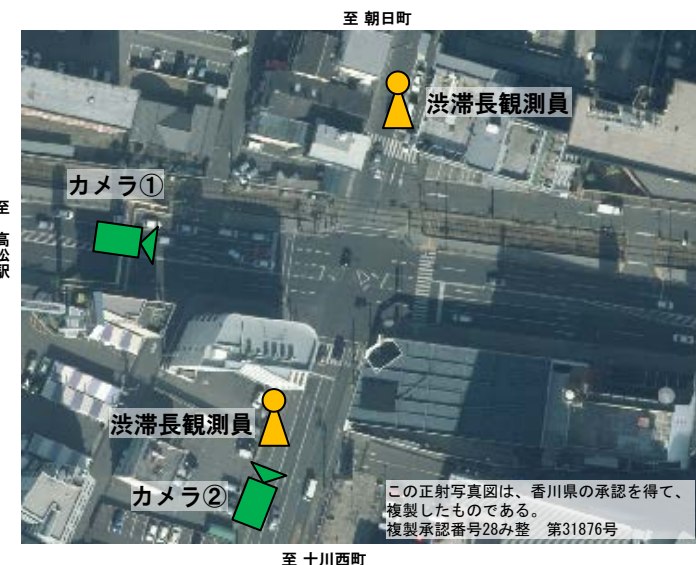 至 朝日町
渋滞長観測員
カメラ①
至 高松駅
渋滞長観測員
カメラ②
この正射写真図は、香川県の承認を得て、
複製したものである。
複製承認番号28み整　第31876号
至 十川西町